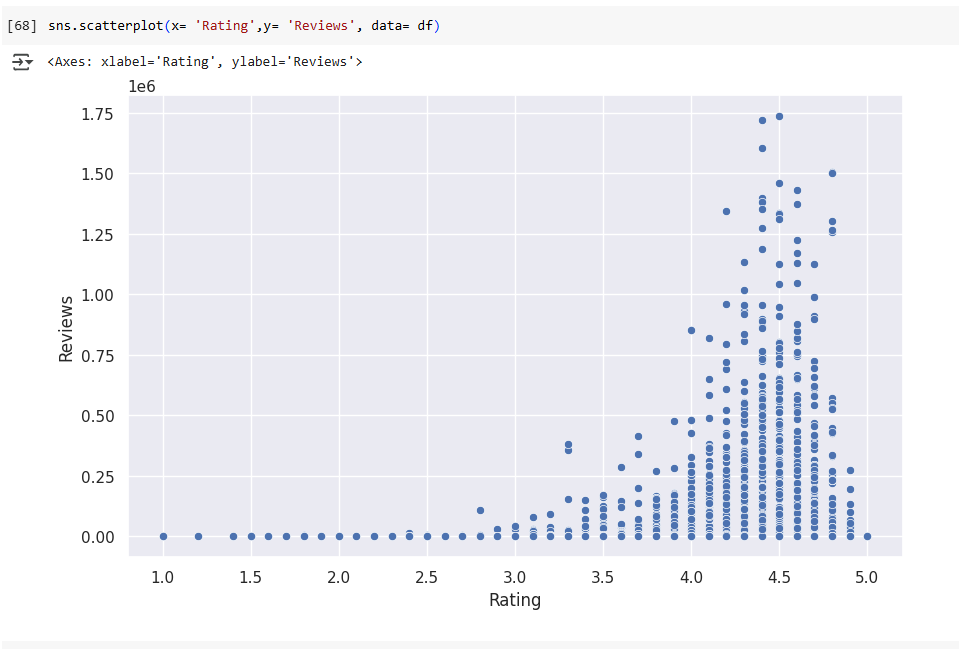 [68] sns.scatterplot(x= 'Rating',y= 'Reviews', data= df)
<Axes: xlabel='Rating', ylabel='Reviews'>
1e6
1.75
1.50
1.25
1.00
0.75
0.50
0.25
0.00
Reviews
1.0 1.5 2.0 2.5 3.0 3.5 4.0 4.5 5.0
Rating